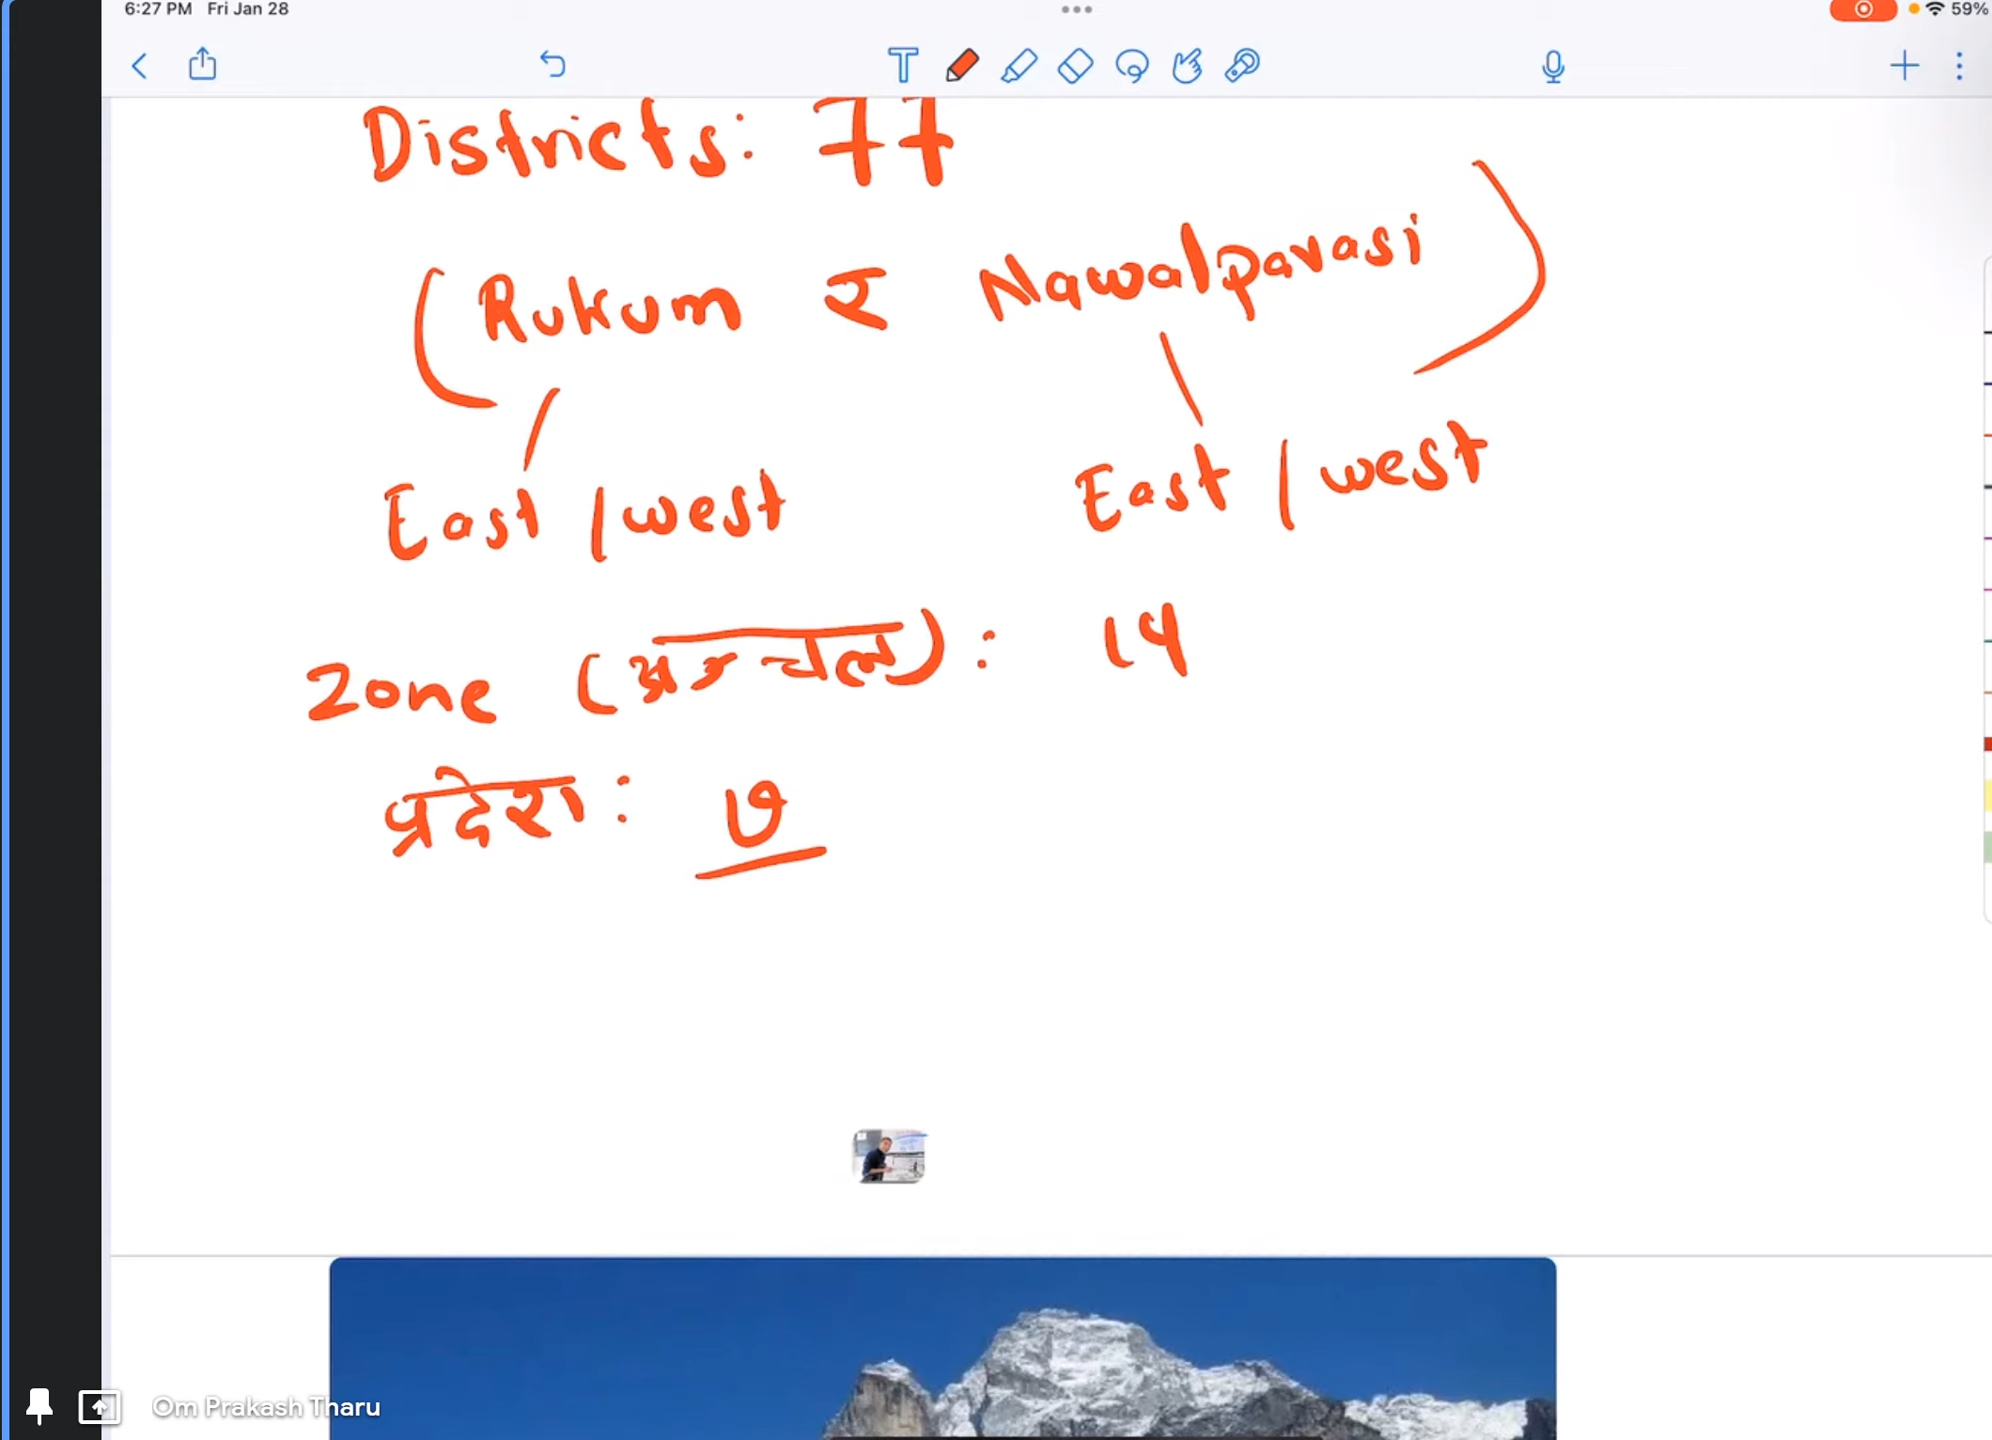 6:27 PM Fri Jan 28
59%
Districts: 77
(Rukum र Nawalparasi)
East / west East / west
Zone (अञ्चल): 14
प्रदेश: ७
Om Prakash Tharu